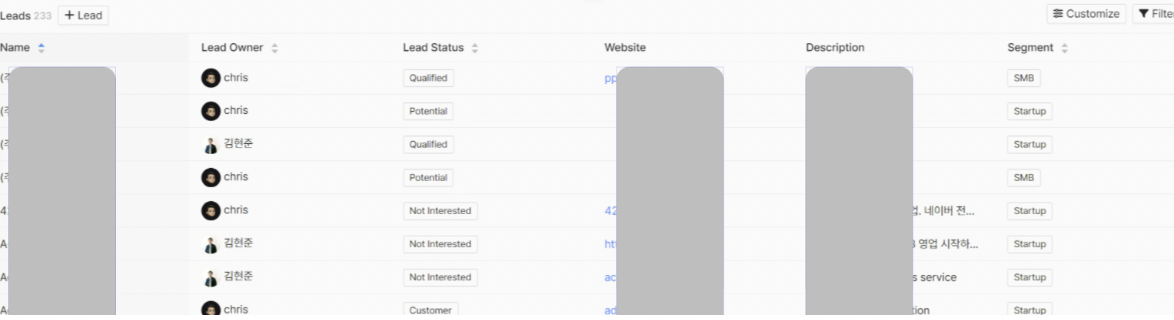 Leads 233 + Lead Customize Filte
Name Lead Owner Lead Status Website Description Segment
(주 chris Qualified pp SMB
(주 chris Potential Startup
(주 김현준 Qualified Startup
(주 chris Potential SMB
42 chris Not Interested 42 업, 네이버 전... Startup
A 김현준 Not Interested htt 영업 시작하... Startup
Ac 김현준 Not Interested ac s service Startup
A chris Customer ad tion Startup